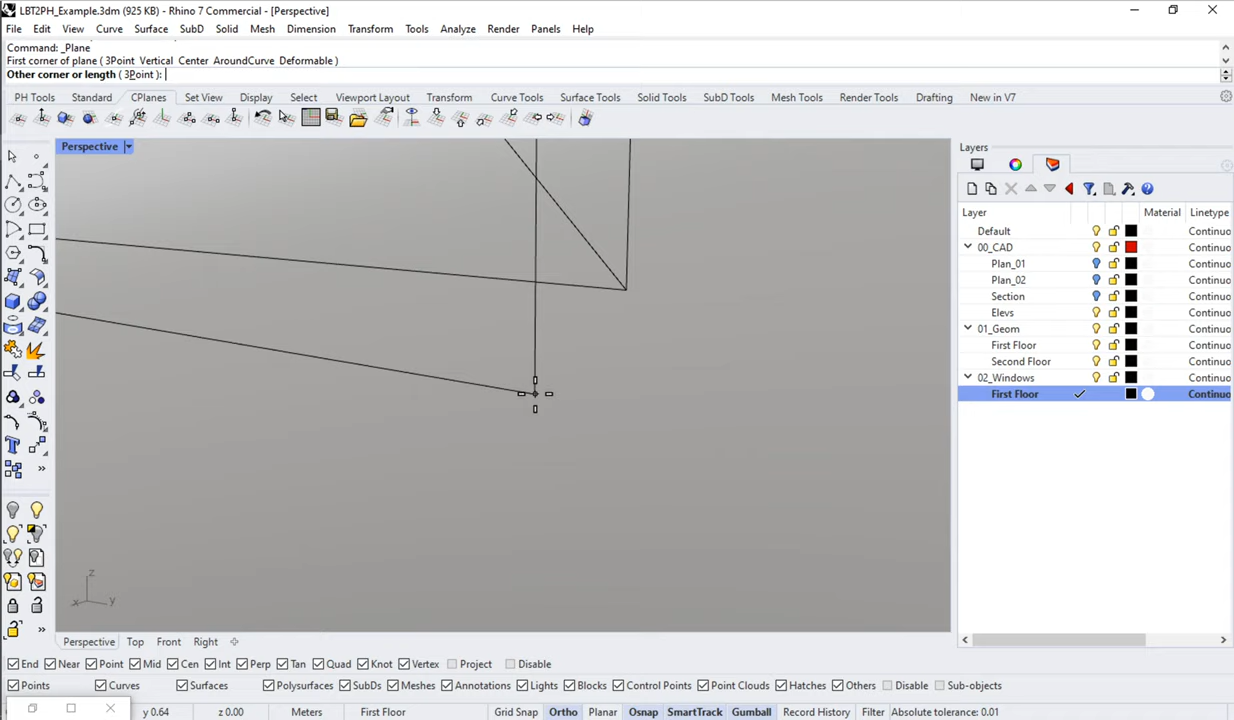 LBT2PH_Example.3dm (925 KB) - Rhino 7 Commercial - [Perspective]
File Edit View Curve Surface SubD Solid Mesh Dimension Transform Tools Analyze Render Panels Help
Command: _Plane
First corner of plane ( 3Point Vertical Center AroundCurve Deformable )
Other corner or length ( 3Point ):
PH Tools Standard CPlanes Set View Display Select Viewport Layout Transform Curve Tools Surface Tools Solid Tools SubD Tools Mesh Tools Render Tools Drafting New in V7
Perspective
Layers
Layer Material Linetype
Default Continuo
00_CAD Continuo
Plan_01 Continuo
Plan_02 Continuo
Section Continuo
Elevs Continuo
01_Geom Continuo
First Floor Continuo
Second Floor Continuo
02_Windows Continuo
First Floor Continuo
z
x y
Perspective Top Front Right
End Near Point Mid Cen Int Perp Tan Quad Knot Vertex Project Disable
Points Curves Surfaces Polysurfaces SubDs Meshes Annotations Lights Blocks Control Points Point Clouds Hatches Others Disable Sub-objects
y 0.64 z 0.00 Meters First Floor Grid Snap Ortho Planar Osnap SmartTrack Gumball Record History Filter Absolute tolerance: 0.01